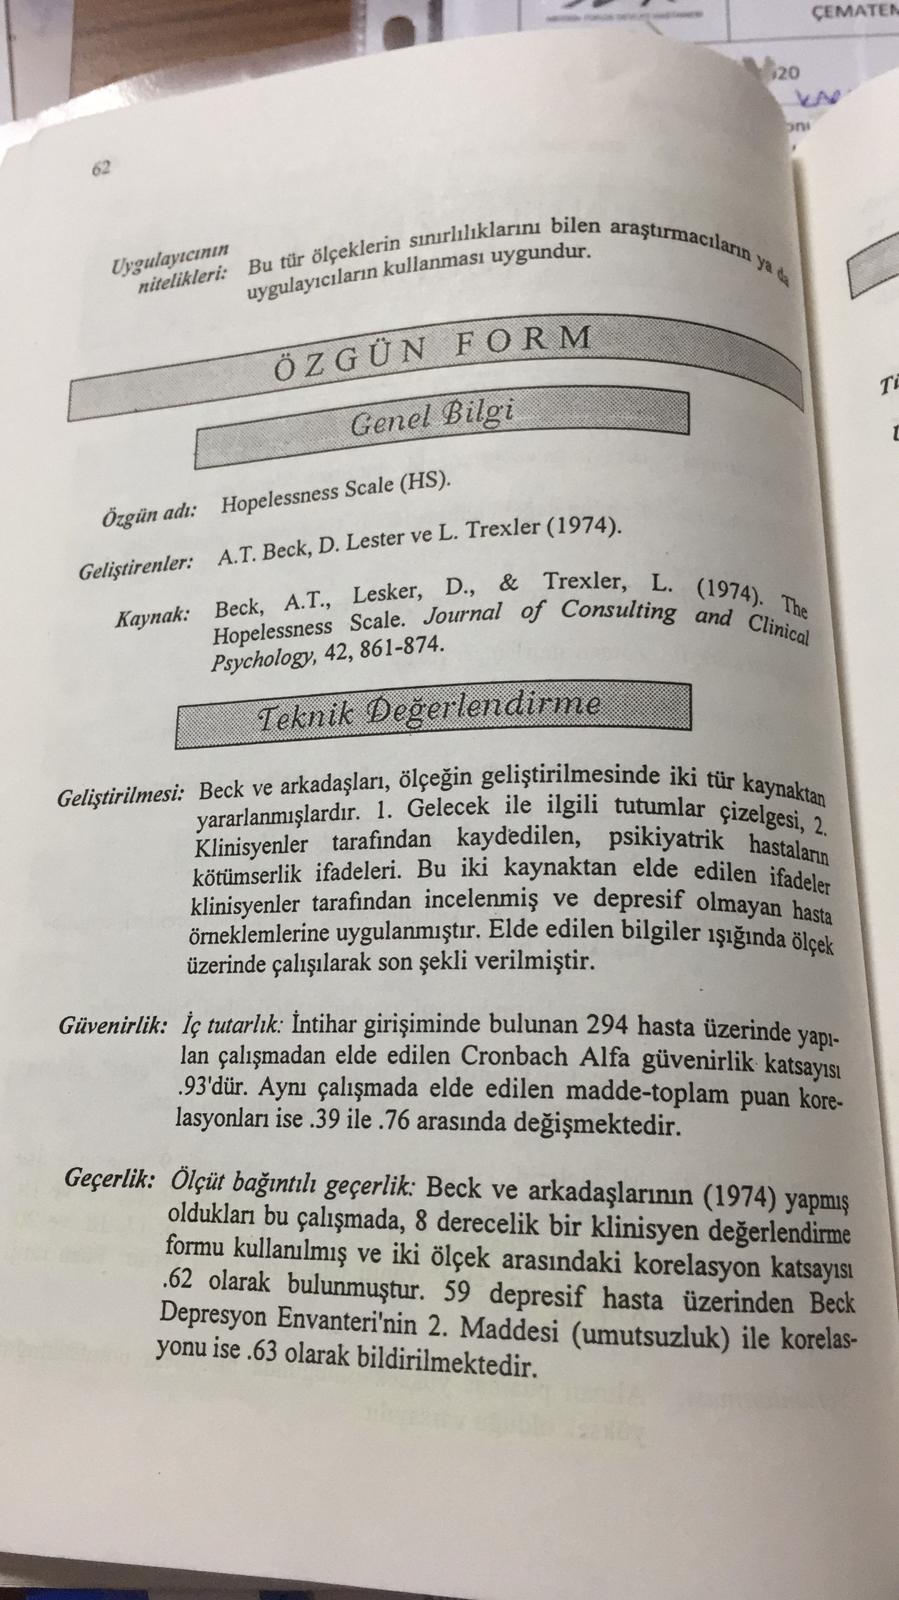 ÇEMATEM
020
62
Uygulayıcının
nitelikleri:
Bu tür ölçeklerin sınırlılıklarını bilen araştırmacıların ya da
uygulayıcıların kullanması uygundur.
ÖZGÜN FORM
Genel Bilgi
Özgün adı: Hopelessness Scale (HS).
Geliştirenler: A.T. Beck, D. Lester ve L. Trexler (1974).
Kaynak: Beck, A.T., Lesker, D., & Trexler, L. (1974). The
Hopelessness Scale. Journal of Consulting and Clinical
Psychology, 42, 861-874.
Teknik Değerlendirme
Geliştirilmesi: Beck ve arkadaşları, ölçeğin geliştirilmesinde iki tür kaynaktan
yararlanmışlardır. 1. Gelecek ile ilgili tutumlar çizelgesi, 2.
Klinisyenler tarafından kaydedilen, psikiyatrik hastaların
kötümserlik ifadeleri. Bu iki kaynaktan elde edilen ifadeler
klinisyenler tarafından incelenmiş ve depresif olmayan hasta
örneklemlerine uygulanmıştır. Elde edilen bilgiler ışığında ölçek
üzerinde çalışılarak son şekli verilmiştir.
Güvenirlik: İç tutarlık: İntihar girişiminde bulunan 294 hasta üzerinde yapı-
lan çalışmadan elde edilen Cronbach Alfa güvenirlik katsayısı
.93'dür. Aynı çalışmada elde edilen madde-toplam puan kore-
lasyonları ise .39 ile .76 arasında değişmektedir.
Geçerlik: Ölçüt bağıntılı geçerlik: Beck ve arkadaşlarının (1974) yapmış
oldukları bu çalışmada, 8 derecelik bir klinisyen değerlendirme
formu kullanılmış ve iki ölçek arasındaki korelasyon katsayısı
.62 olarak bulunmuştur. 59 depresif hasta üzerinden Beck
Depresyon Envanteri'nin 2. Maddesi (umutsuzluk) ile korelas-
yonu ise .63 olarak bildirilmektedir.